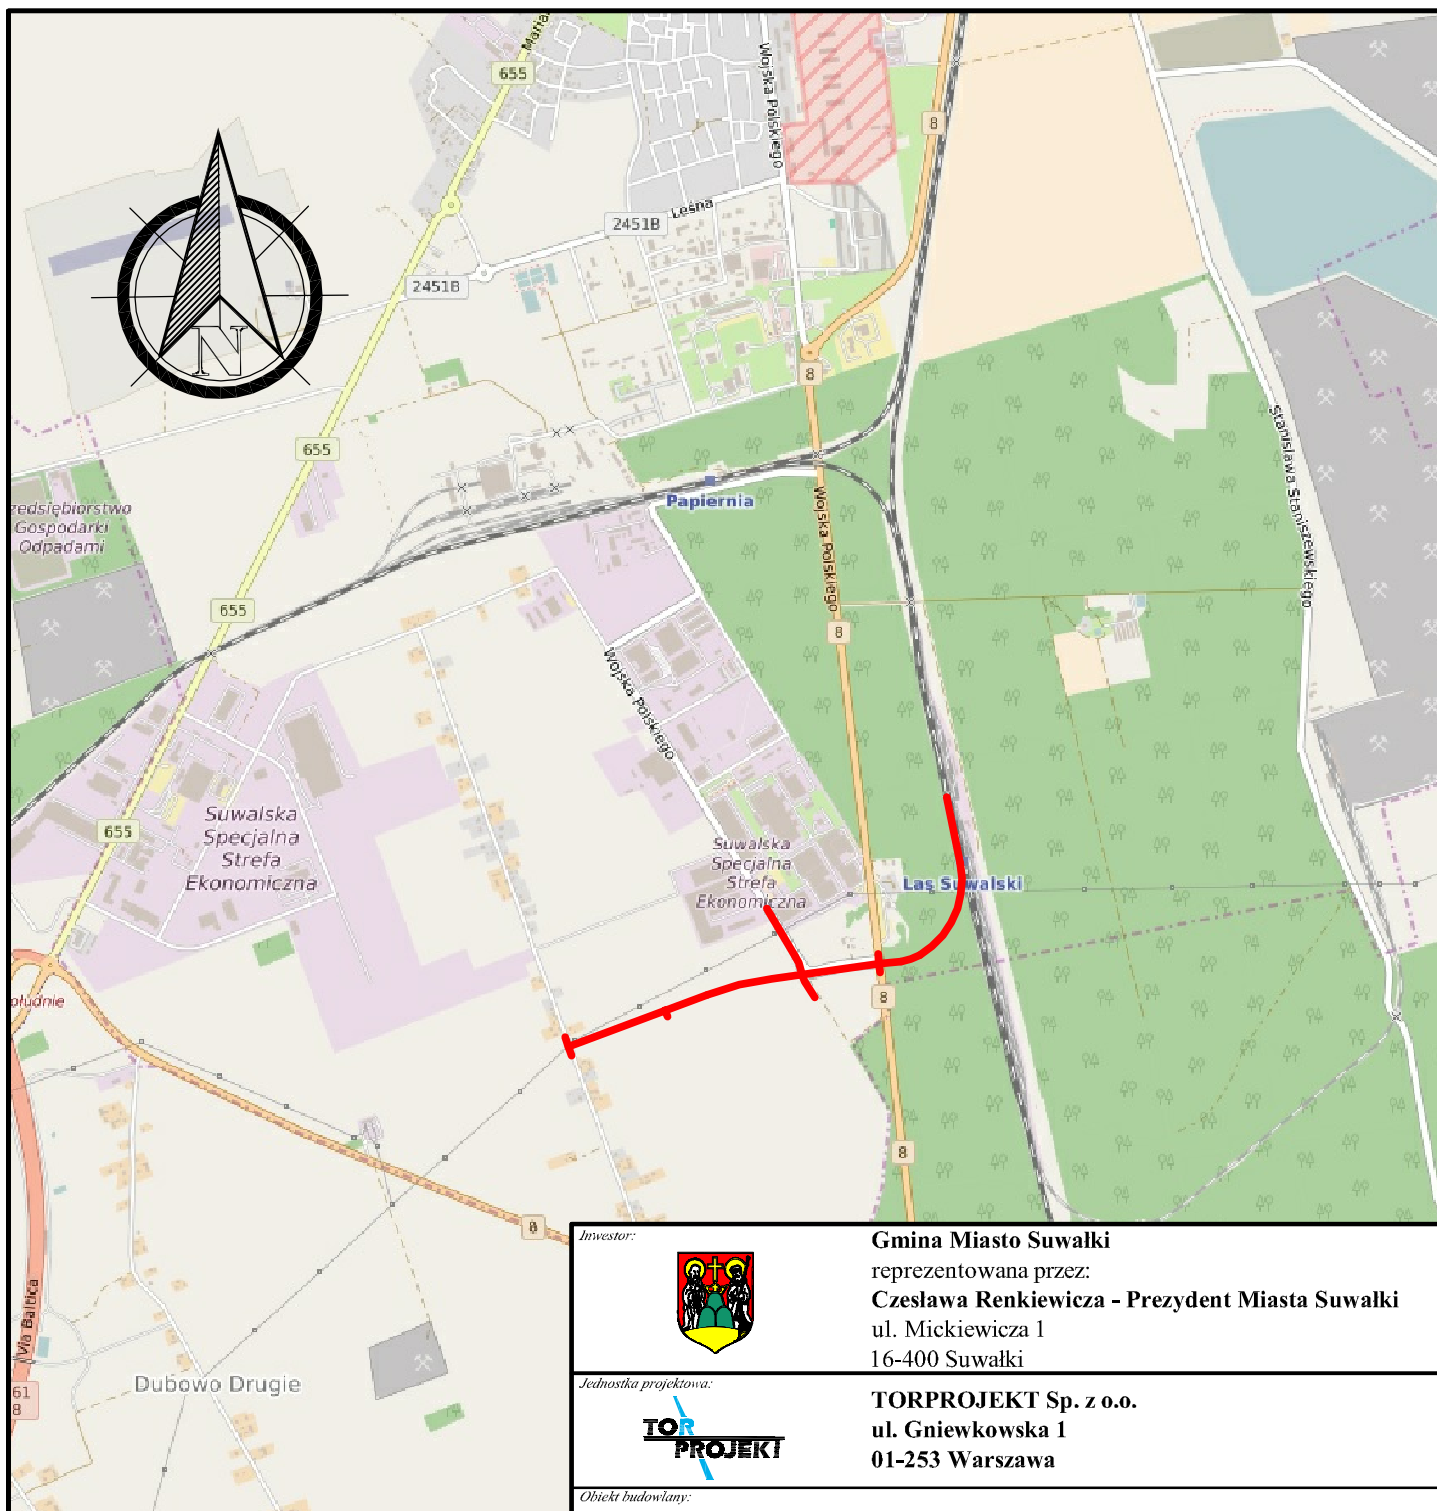 655
Wojska Polskiego
8
Leśna
2451B
2451B
N
8
655
Stanisława Staniszewskiego
Papiernia
Wojska Polskiego
Gospodarki
Odpadami
655
8
Wojska Polskiego
655
Suwalska
Specjalna
Strefa
Ekonomiczna
Suwalska
Specjalna
Strefa
Ekonomiczna
Las Suwalski
8
8
8
Via Baltica
Dubowo Drugie
61
8
Inwestor:
Gmina Miasto Suwałki
reprezentowana przez:
Czesława Renkiewicza - Prezydent Miasta Suwałki
ul. Mickiewicza 1
16-400 Suwałki
Jednostka projektowa:
TOR
PROJEKT
TORPROJEKT Sp. z o.o.
ul. Gniewkowska 1
01-253 Warszawa
Obiekt budowlany: